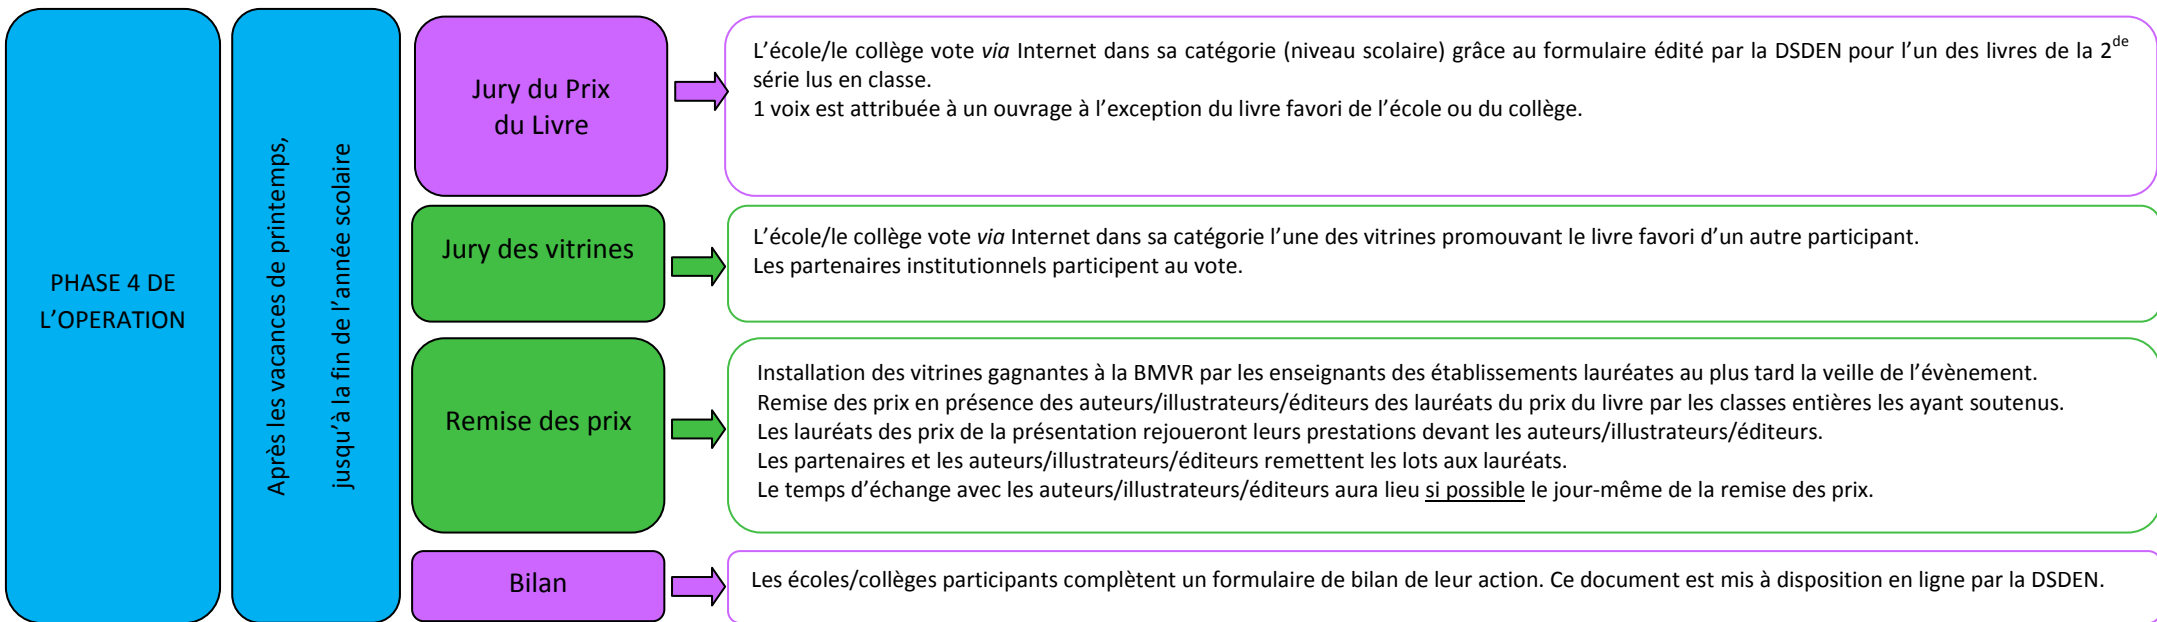 PHASE 4 DE
L’OPERATION
Après les vacances de printemps,
jusqu’à la fin de l’année scolaire
Jury du Prix
du Livre
L’école/le collège vote via Internet dans sa catégorie (niveau scolaire) grâce au formulaire édité par la DSDEN pour l’un des livres de la 2de
série lus en classe.
1 voix est attribuée à un ouvrage à l’exception du livre favori de l’école ou du collège.
Jury des vitrines
L’école/le collège vote via Internet dans sa catégorie l’une des vitrines promouvant le livre favori d’un autre participant.
Les partenaires institutionnels participent au vote.
Remise des prix
Installation des vitrines gagnantes à la BMVR par les enseignants des établissements lauréates au plus tard la veille de l’évènement.
Remise des prix en présence des auteurs/illustrateurs/éditeurs des lauréats du prix du livre par les classes entières les ayant soutenus.
Les lauréats des prix de la présentation rejoueront leurs prestations devant les auteurs/illustrateurs/éditeurs.
Les partenaires et les auteurs/illustrateurs/éditeurs remettent les lots aux lauréats.
Le temps d’échange avec les auteurs/illustrateurs/éditeurs aura lieu si possible le jour-même de la remise des prix.
Bilan
Les écoles/collèges participants complètent un formulaire de bilan de leur action. Ce document est mis à disposition en ligne par la DSDEN.